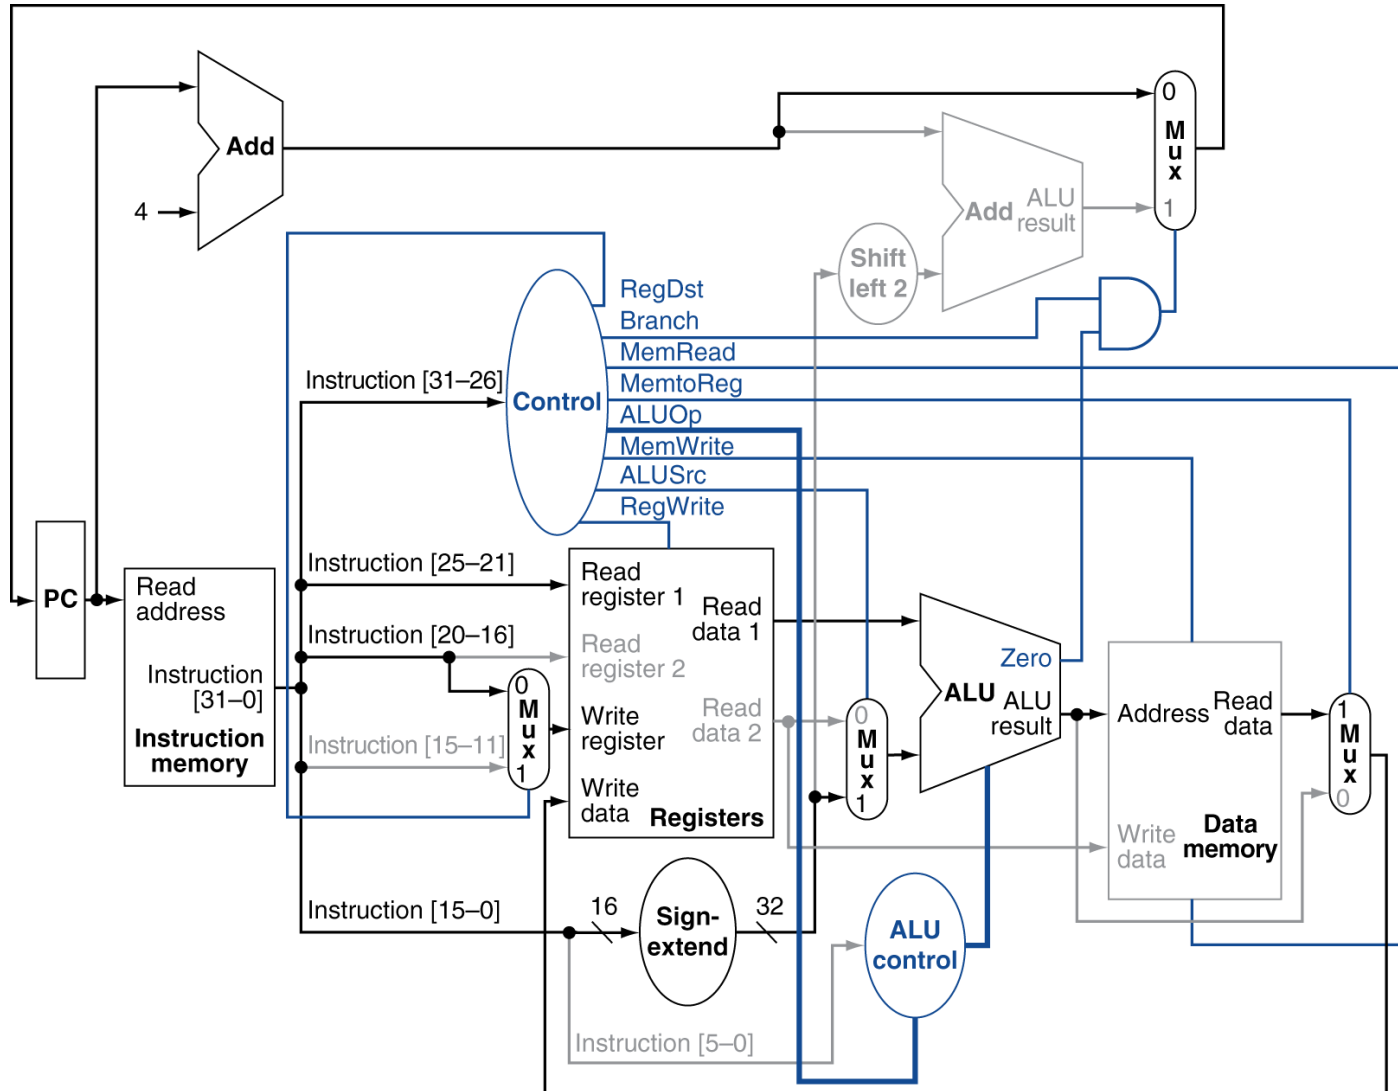 0
Mux
1
Add
4
Add
ALU
result
Shift
left 2
RegDst
Branch
MemRead
MemtoReg
ALUOp
MemWrite
ALUSrc
RegWrite
Control
Instruction [31–26]
Instruction [25–21]
Instruction [20–16]
Instruction [15–11]
Instruction [15–0]
Instruction [5–0]
PC
Read
address
Instruction
[31–0]
Instruction
memory
0
Mux
1
Read
register 1
Read
register 2
Write
register
Write
data
Read
data 1
Read
data 2
Registers
16
Sign-
extend
32
0
Mux
1
Zero
ALU
ALU
result
ALU
control
Address
Read
data
Write
data
Data
memory
1
Mux
0